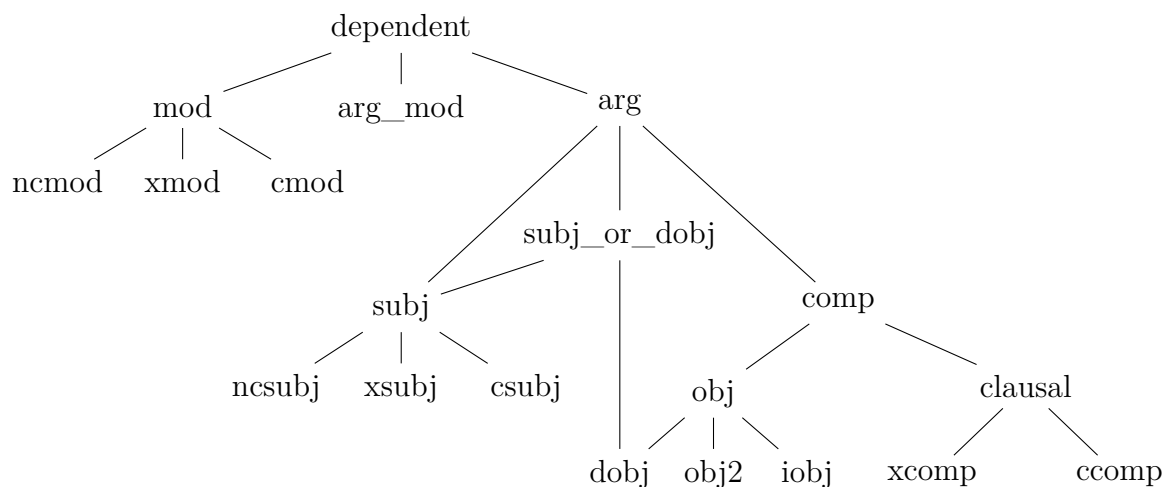 dependent
mod arg_mod arg
ncmod xmod cmod
subj_or_dobj
subj comp
ncsubj xsubj csubj obj clausal
dobj obj2 iobj xcomp ccomp